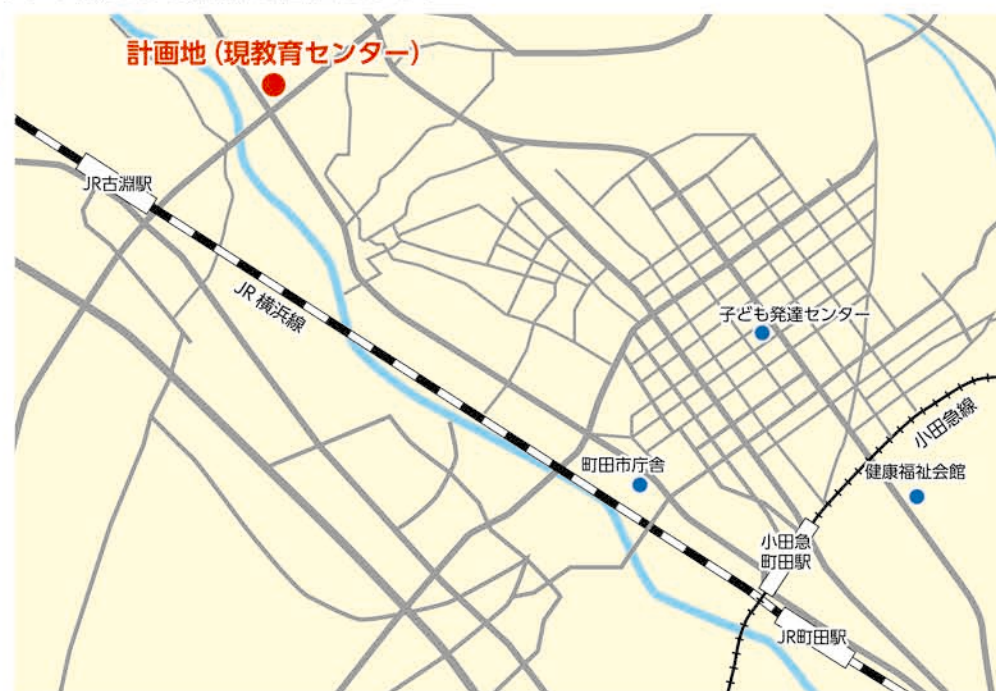 計画地（現教育センター）
JR古淵駅
JR 横浜線
子ども発達センター
小田急線
町田市庁舎
健康福祉会館
小田急
町田駅
JR町田駅